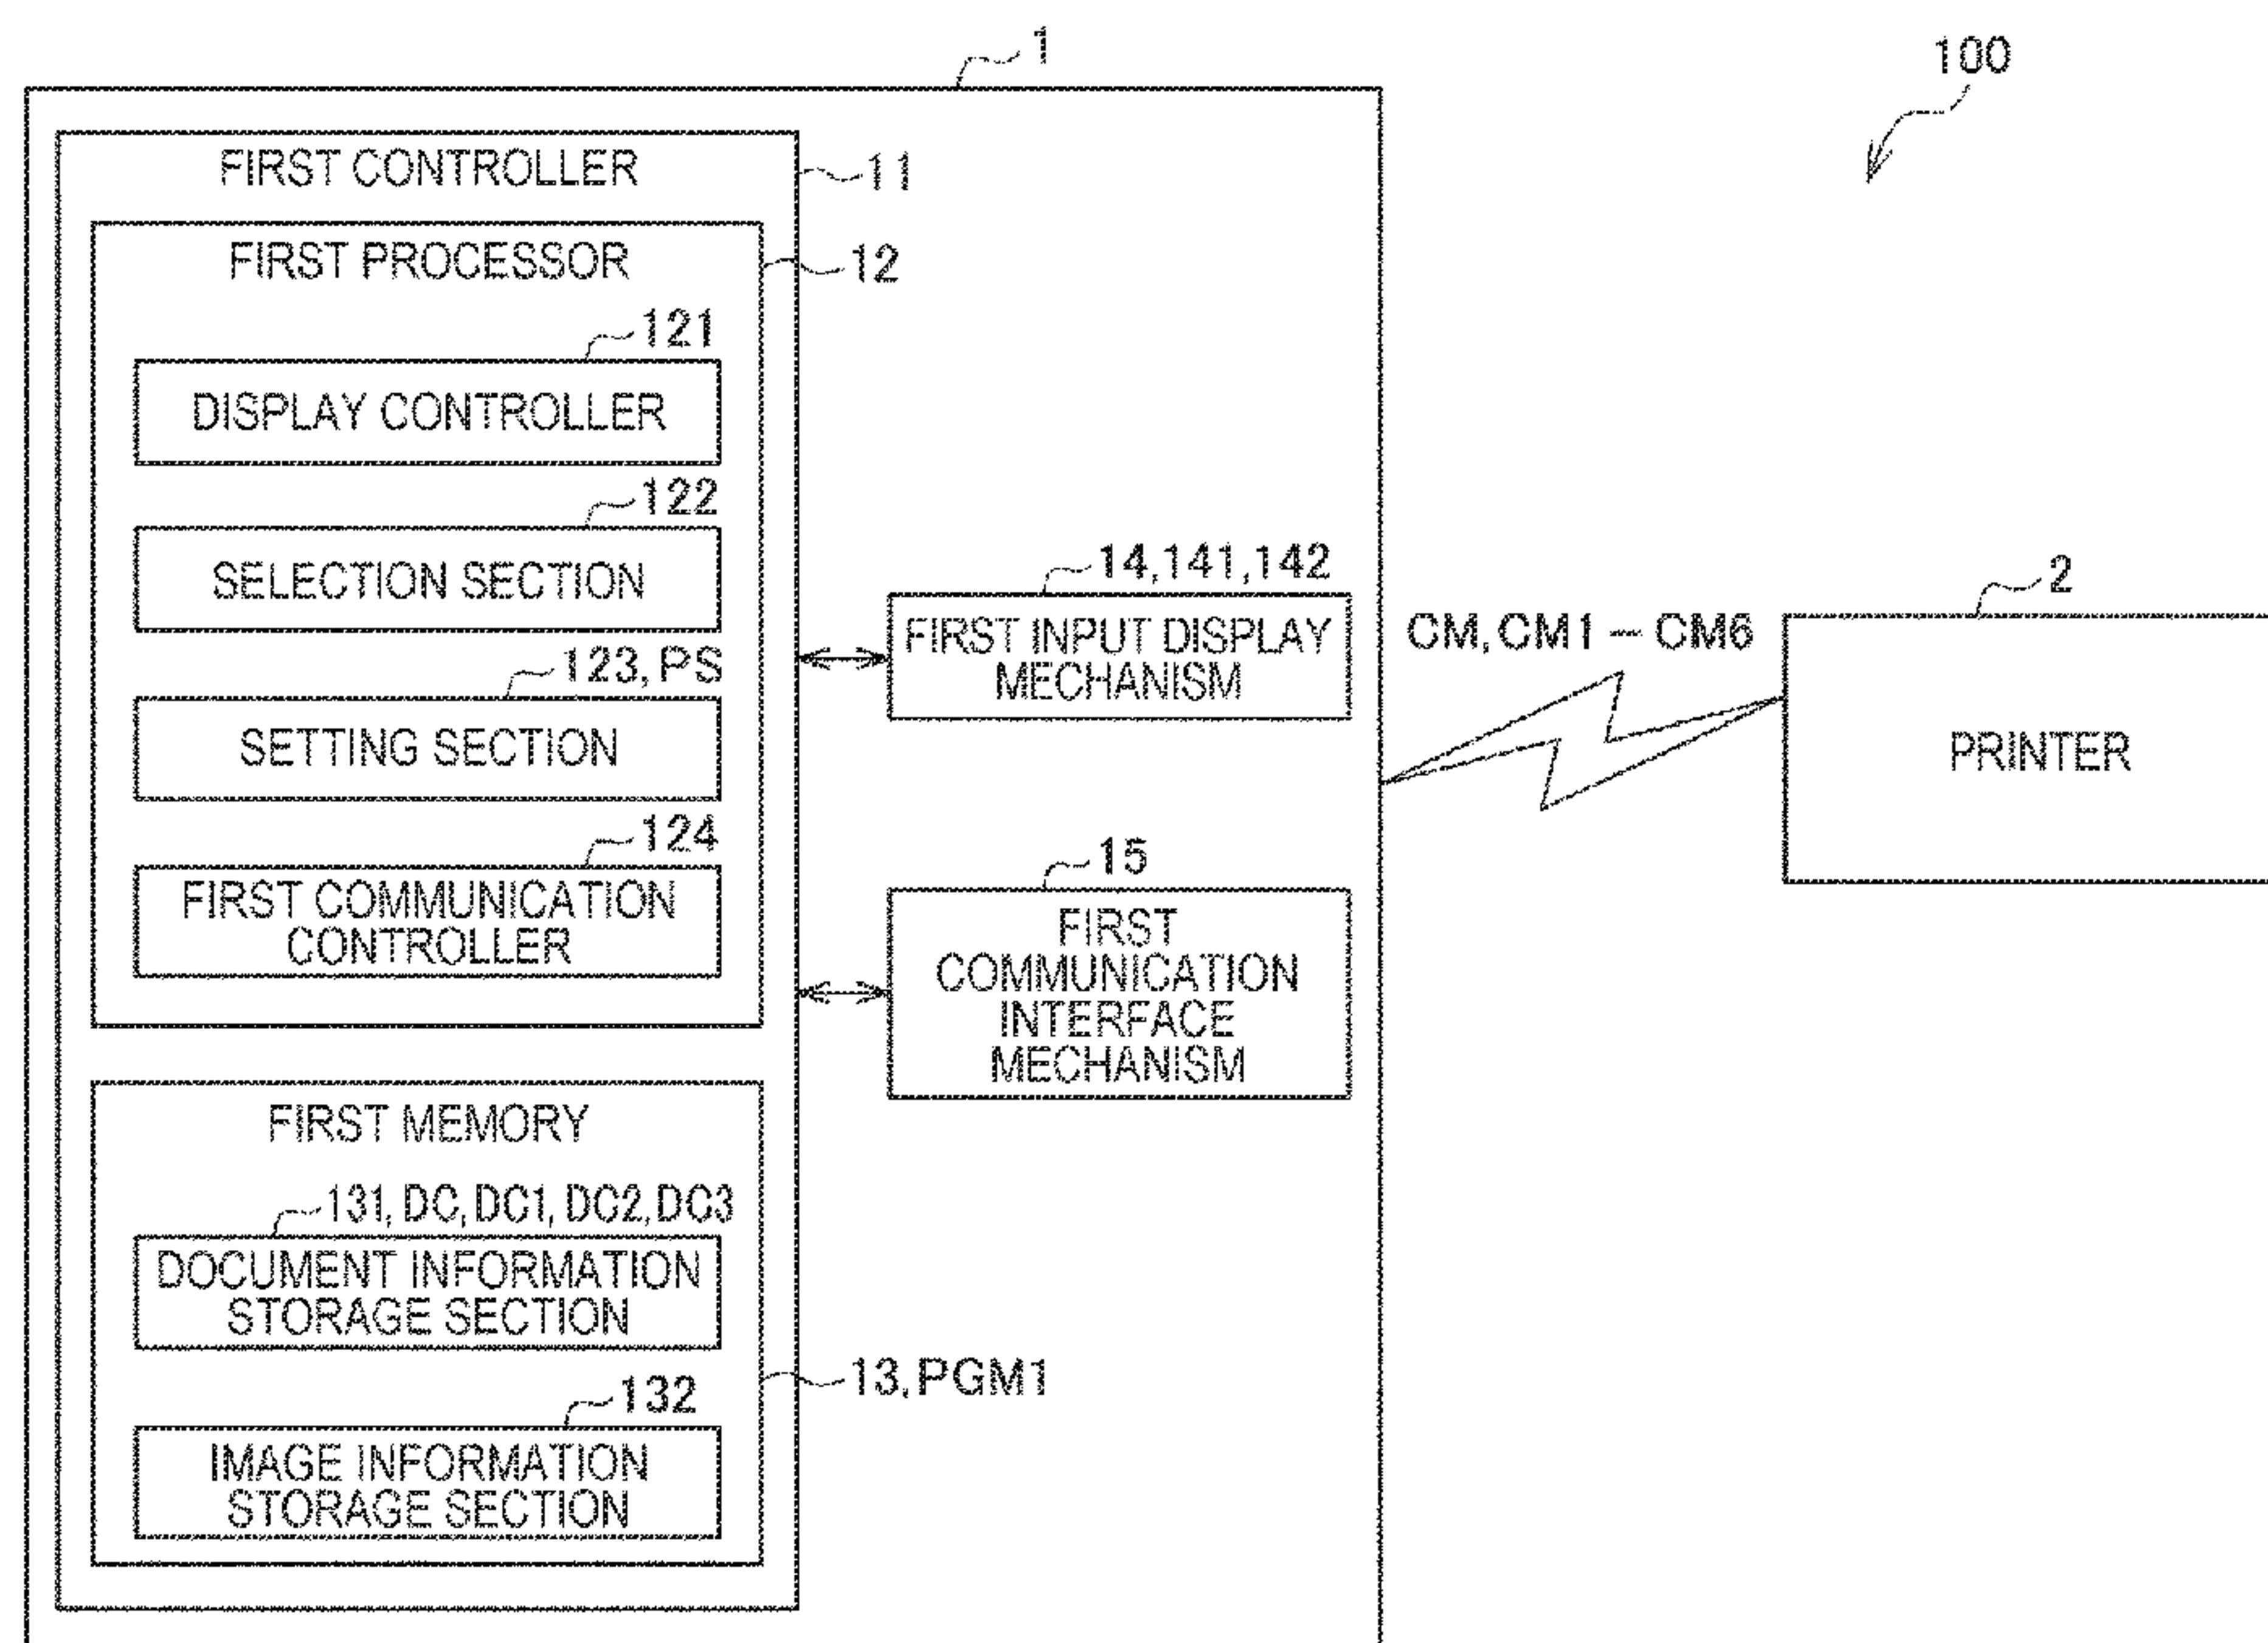 1
100
FIRST CONTROLLER
11
FIRST PROCESSOR
12
121
DISPLAY CONTROLLER
122
SELECTION SECTION
123, PS
SETTING SECTION
124
FIRST COMMUNICATION
CONTROLLER
14, 141, 142
FIRST INPUT DISPLAY
MECHANISM
15
FIRST
COMMUNICATION
INTERFACE
MECHANISM
CM, CM1 – CM6
2
PRINTER
FIRST MEMORY
131, DC, DC1, DC2, DC3
DOCUMENT INFORMATION
STORAGE SECTION
13, PGM1
132
IMAGE INFORMATION
STORAGE SECTION